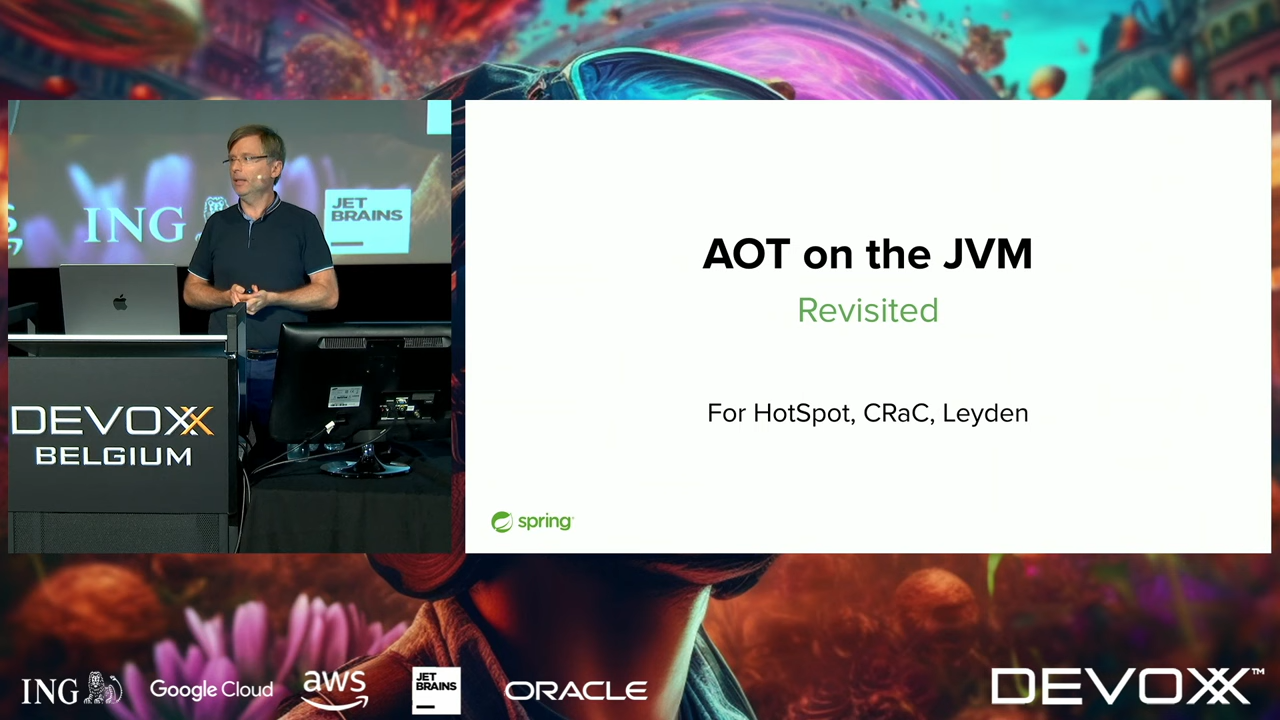 ING
JET
BRAINS
DEVOXX
BELGIUM
AOT on the JVM
Revisited
For HotSpot, CRaC, Leyden
spring
ING
Google Cloud
aws
JET
BRAINS
ORACLE
DEVOXX™